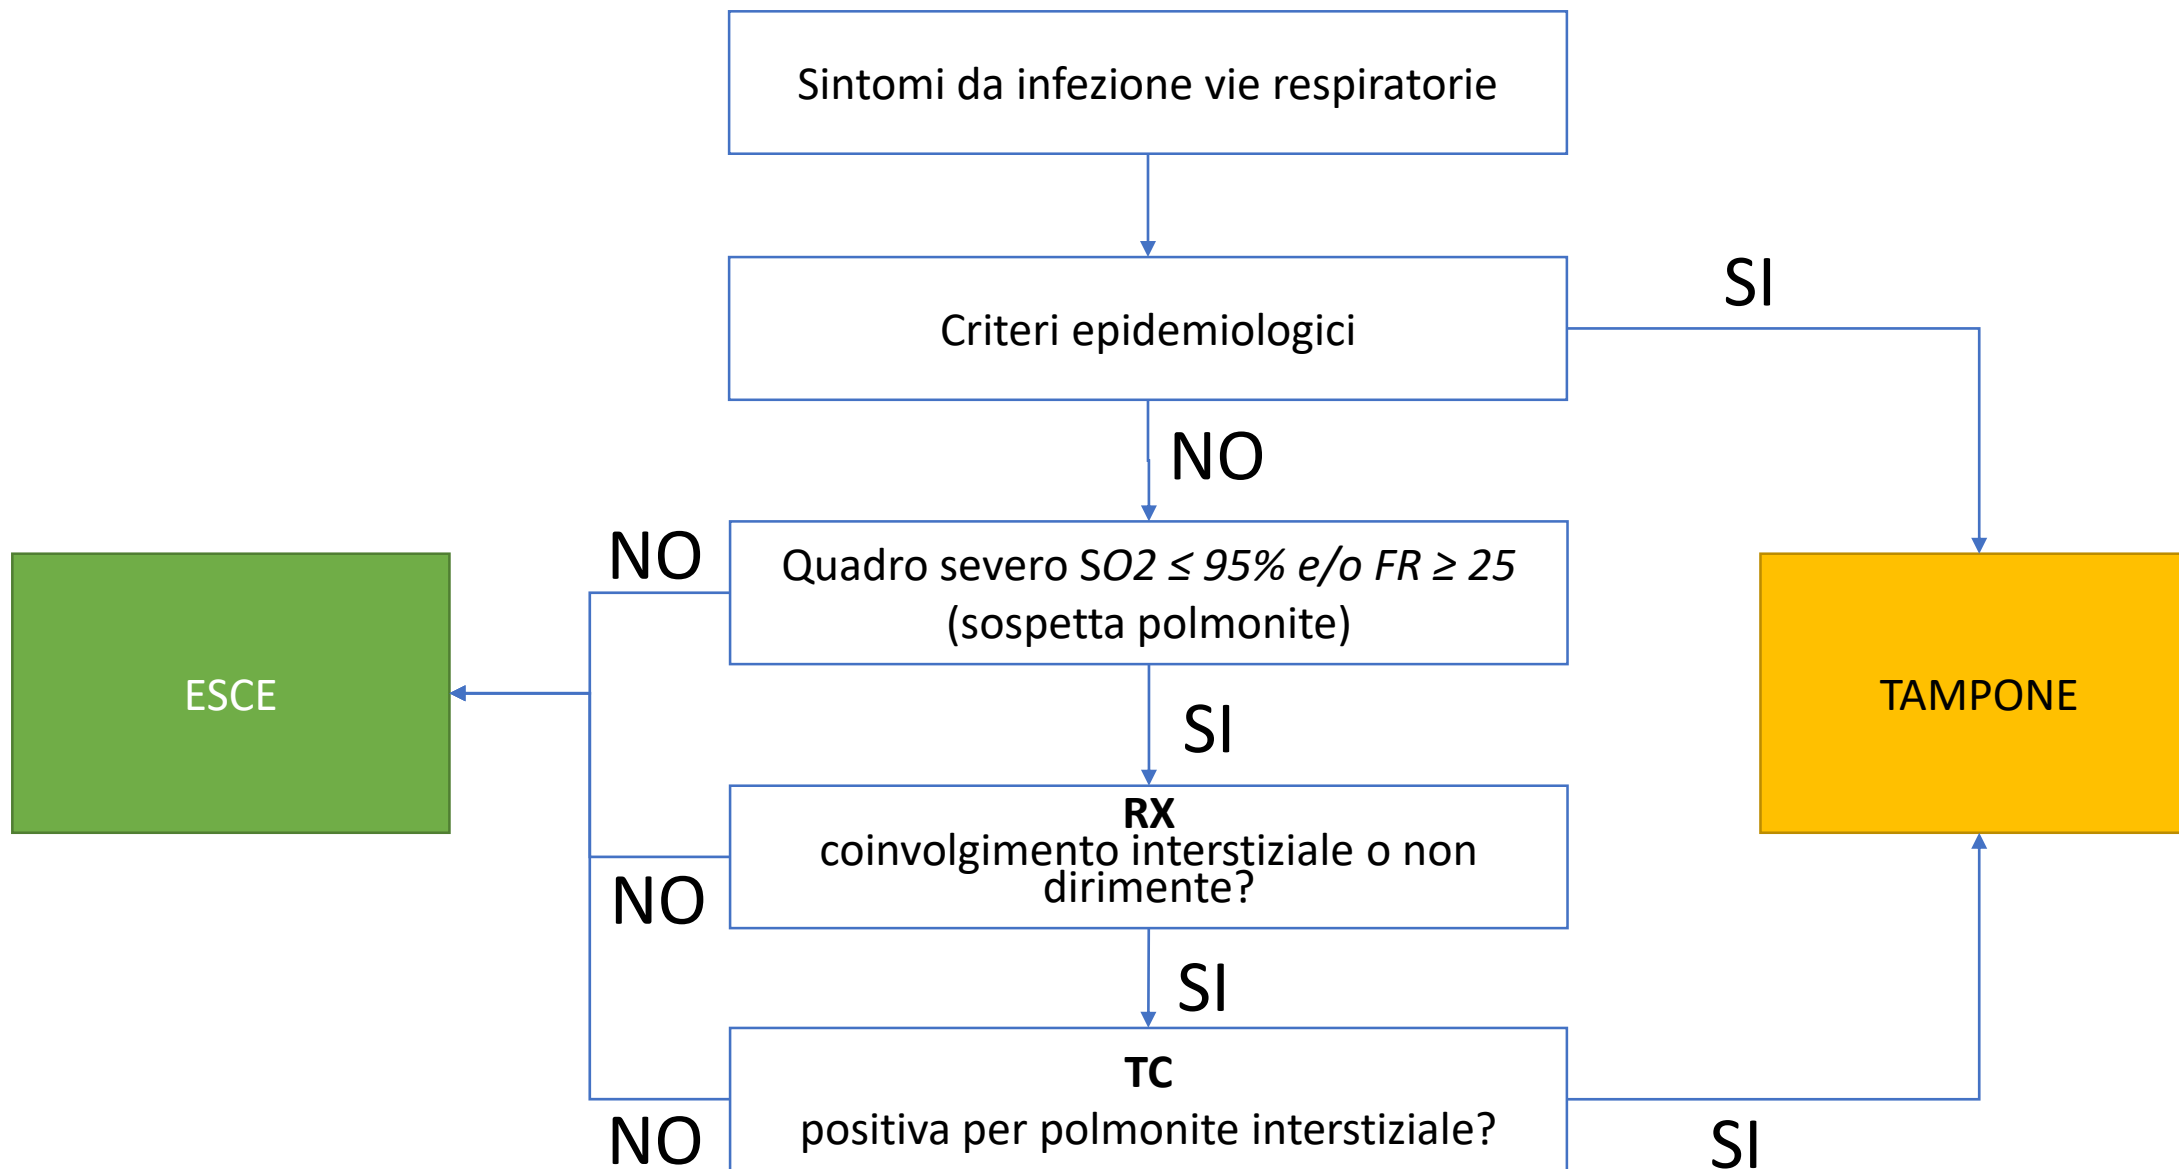 Sintomi da infezione vie respiratorie
SI
Criteri epidemiologici
NO
NO
Quadro severo SO2 ≤ 95% e/o FR ≥ 25
(sospetta polmonite)
ESCE
TAMPONE
SI
RX
coinvolgimento interstiziale o non
dirimente?
NO
SI
TC
positiva per polmonite interstiziale?
NO
SI